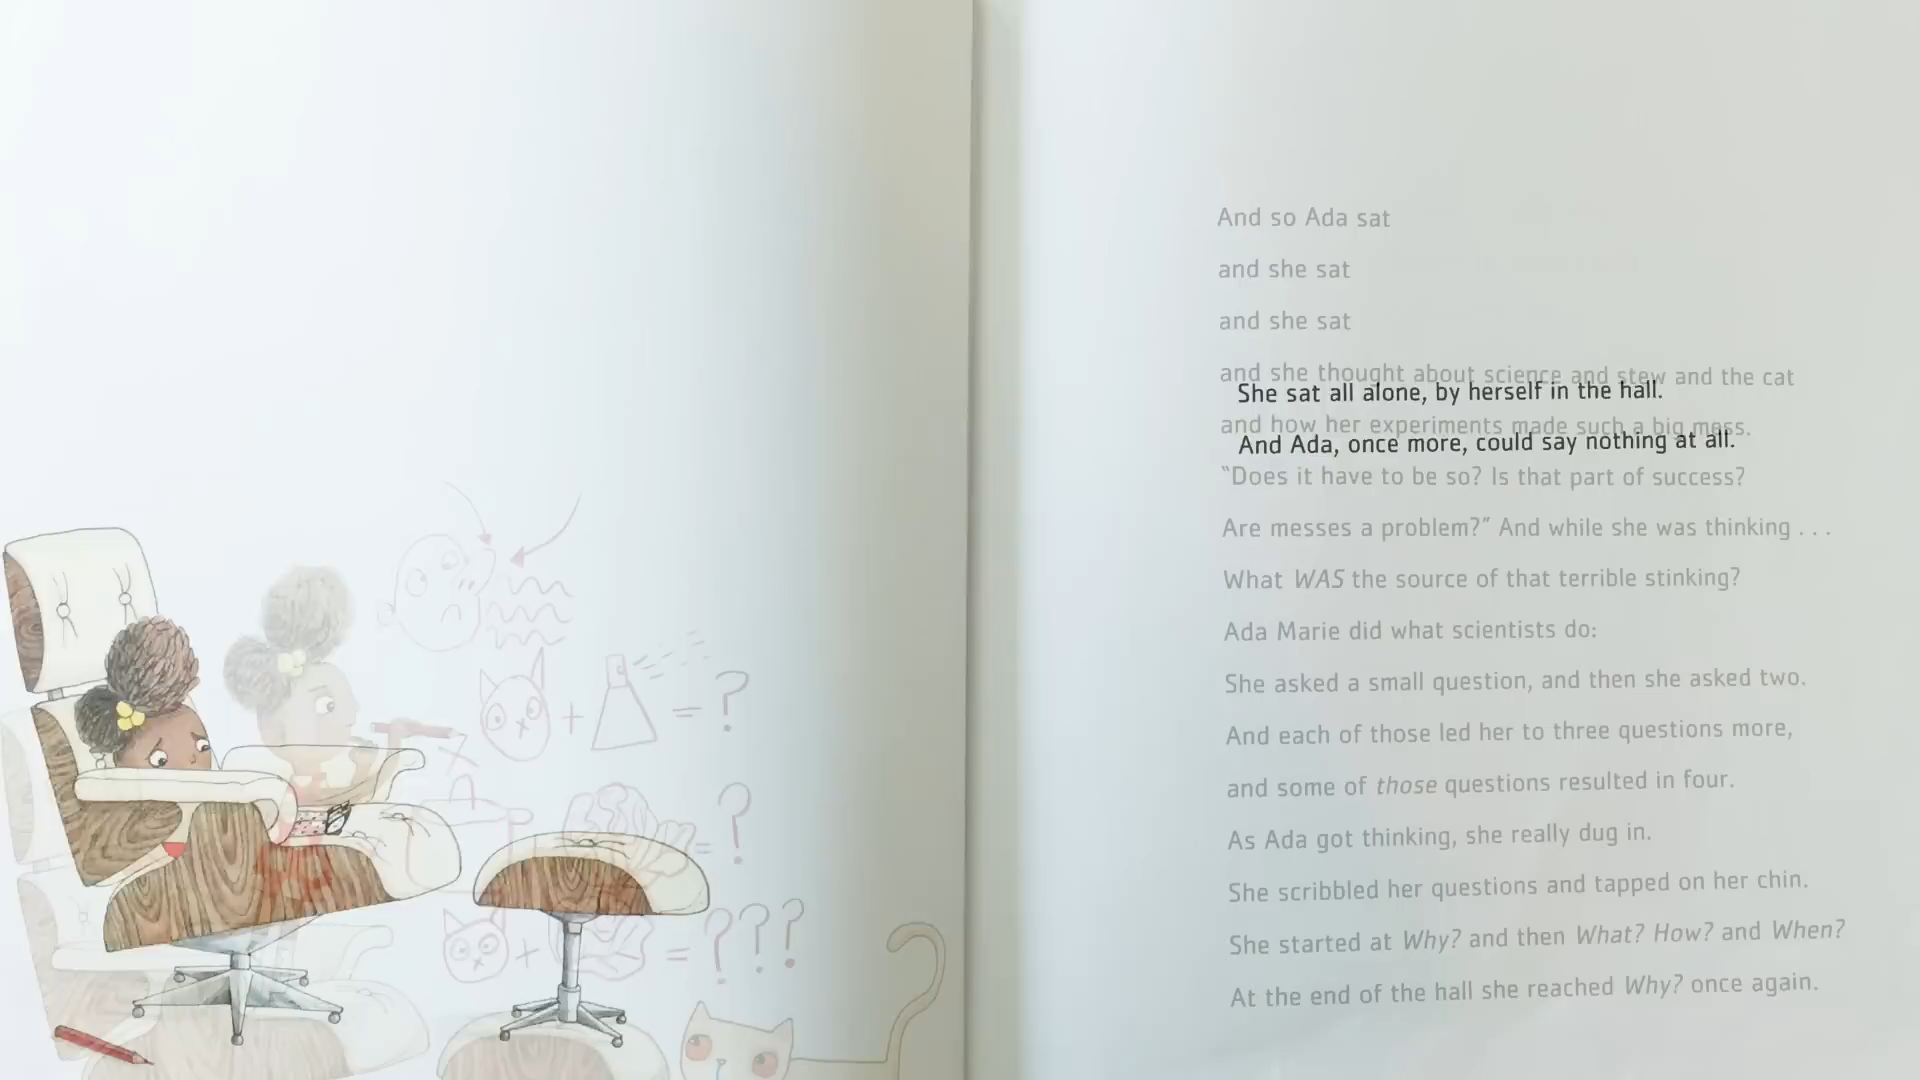 And so Ada sat
and she sat
and she sat
and she thought about science and stew and the cat
She sat all alone, by herself in the hall.
and how her experiments made such a big mess.
And Ada, once more, could say nothing at all.
"Does it have to be so? Is that part of success?
Are messes a problem?" And while she was thinking . . .
What WAS the source of that terrible stinking?
Ada Marie did what scientists do:
She asked a small question, and then she asked two.
And each of those led her to three questions more,
and some of those questions resulted in four.
As Ada got thinking, she really dug in.
She scribbled her questions and tapped on her chin.
She started at Why? and then What? How? and When?
At the end of the hall she reached Why? once again.
+ = ?
= ?
+ = ???